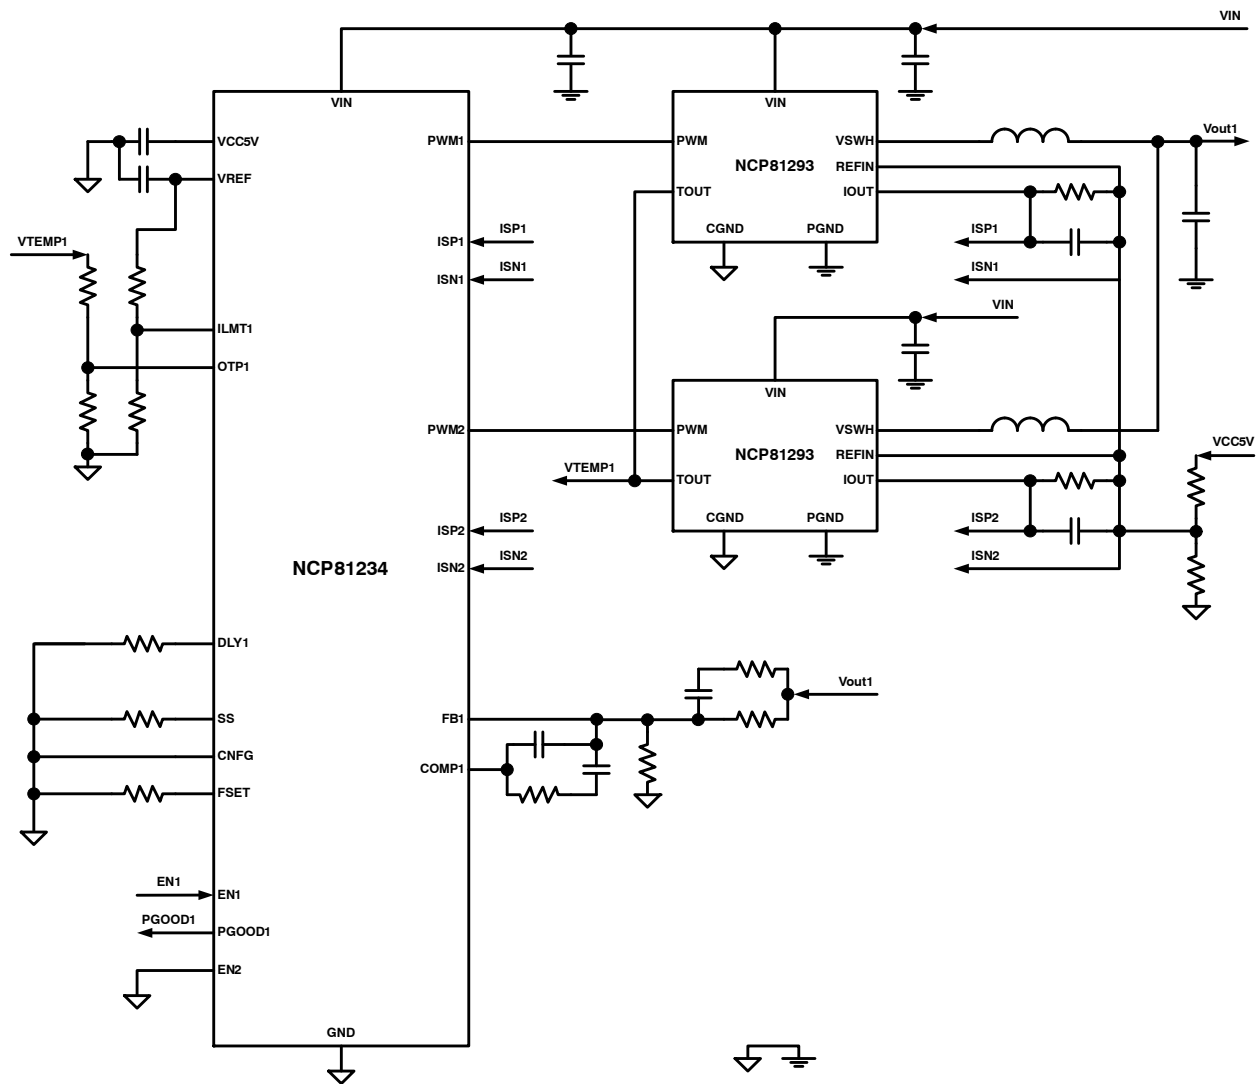 VIN
VIN
VIN
VCC5V
PWM1
PWM
VSWH
Vout1
NCP81293
REFIN
VREF
TOUT
IOUT
CGND
PGND
ISP1
ISP1
ISP1
VTEMP1
ISN1
ISN1
ISN1
VIN
ILMT1
OTP1
VIN
PWM2
PWM
VSWH
VCC5V
NCP81293
REFIN
VTEMP1
TOUT
IOUT
CGND
PGND
ISP2
ISP2
ISP2
ISN2
ISN2
ISN2
NCP81234
DLY1
Vout1
SS
FB1
CNFG
COMP1
FSET
EN1
EN1
PGOOD1
PGOOD1
EN2
GND